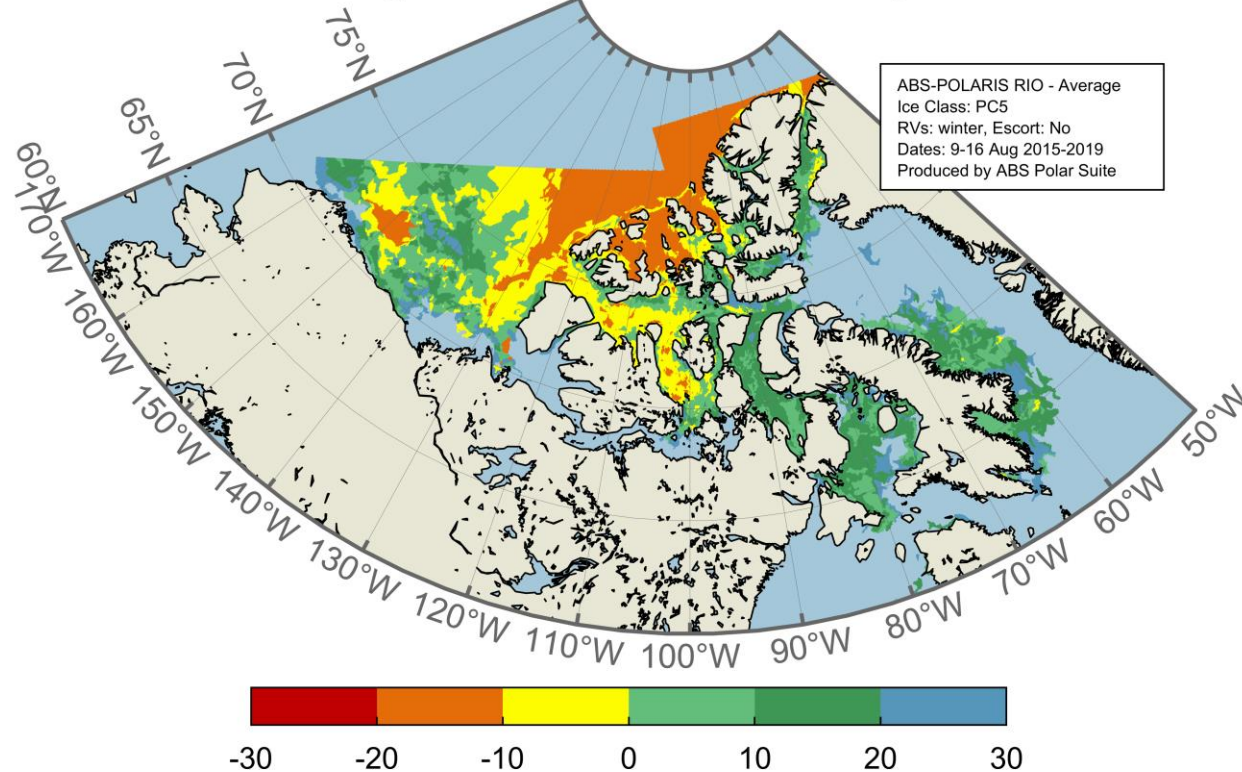 75°N
70°N
65°N
60°N
170°W
160°W
150°W
140°W
130°W
120°W
110°W
100°W
90°W
80°W
70°W
60°W
50°W
ABS-POLARIS RIO - Average
Ice Class: PC5
RVs: winter, Escort: No
Dates: 9-16 Aug 2015-2019
Produced by ABS Polar Suite
-30 -20 -10 0 10 20 30